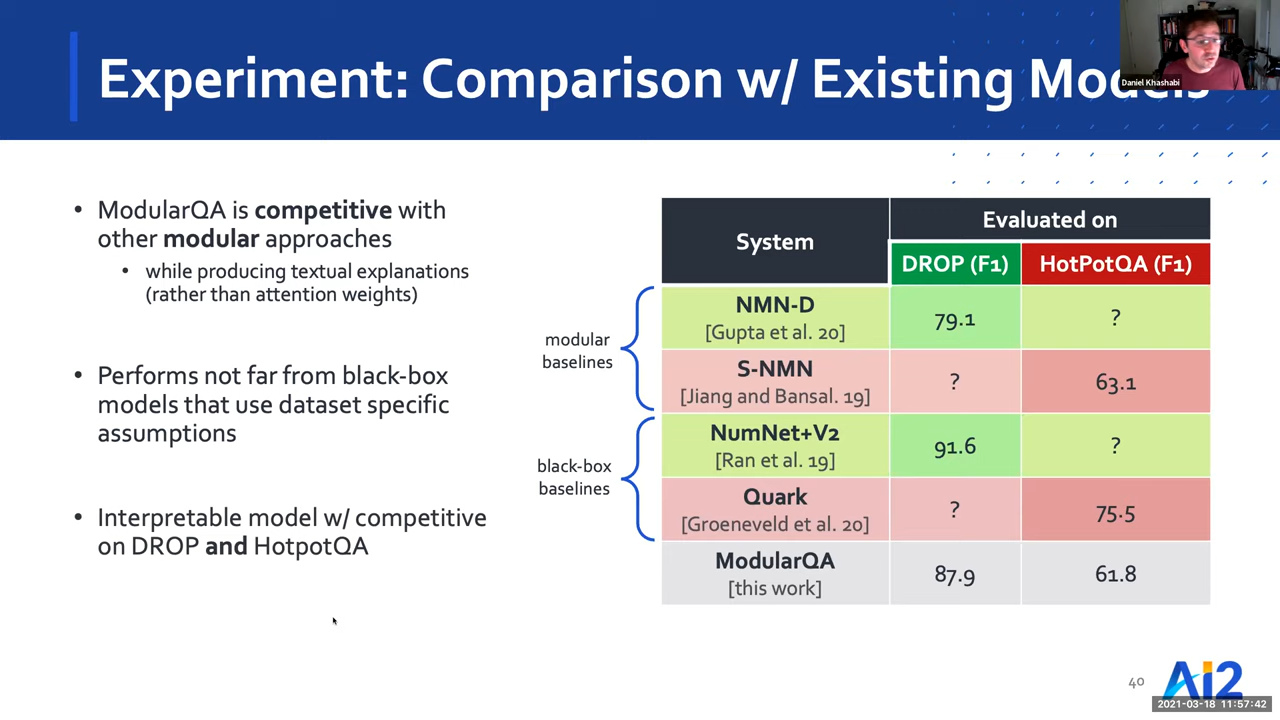 Experiment: Comparison w/ Existing Models
Daniel Khashabi
• ModularQA is competitive with
other modular approaches
• while producing textual explanations
(rather than attention weights)
• Performs not far from black-box
models that use dataset specific
assumptions
• Interpretable model w/ competitive
on DROP and HotpotQA
modular
baselines
black-box
baselines
System
Evaluated on
DROP (F1) HotPotQA (F1)
NMN-D
[Gupta et al. 20]
79.1 ?
S-NMN
[Jiang and Bansal. 19]
? 63.1
NumNet+V2
[Ran et al. 19]
91.6 ?
Quark
[Groeneveld et al. 20]
? 75.5
ModularQA
[this work]
87.9 61.8
40
AI2
2021-03-18 11:57:42